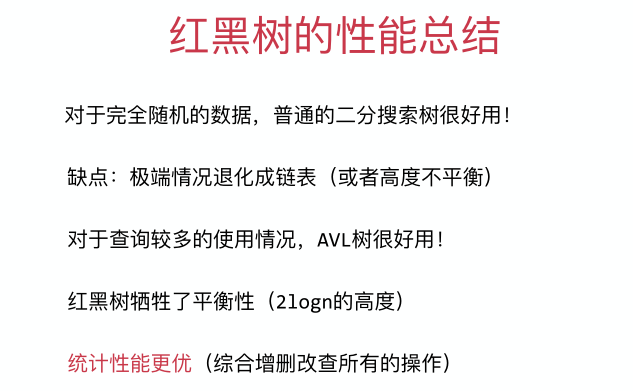 红黑树的性能总结
对于完全随机的数据，普通的二分搜索树很好用！
缺点：极端情况退化成链表（或者高度不平衡）
对于查询较多的使用情况，AVL树很好用！
红黑树牺牲了平衡性（2logn的高度）
统计性能更优（综合增删改查所有的操作）